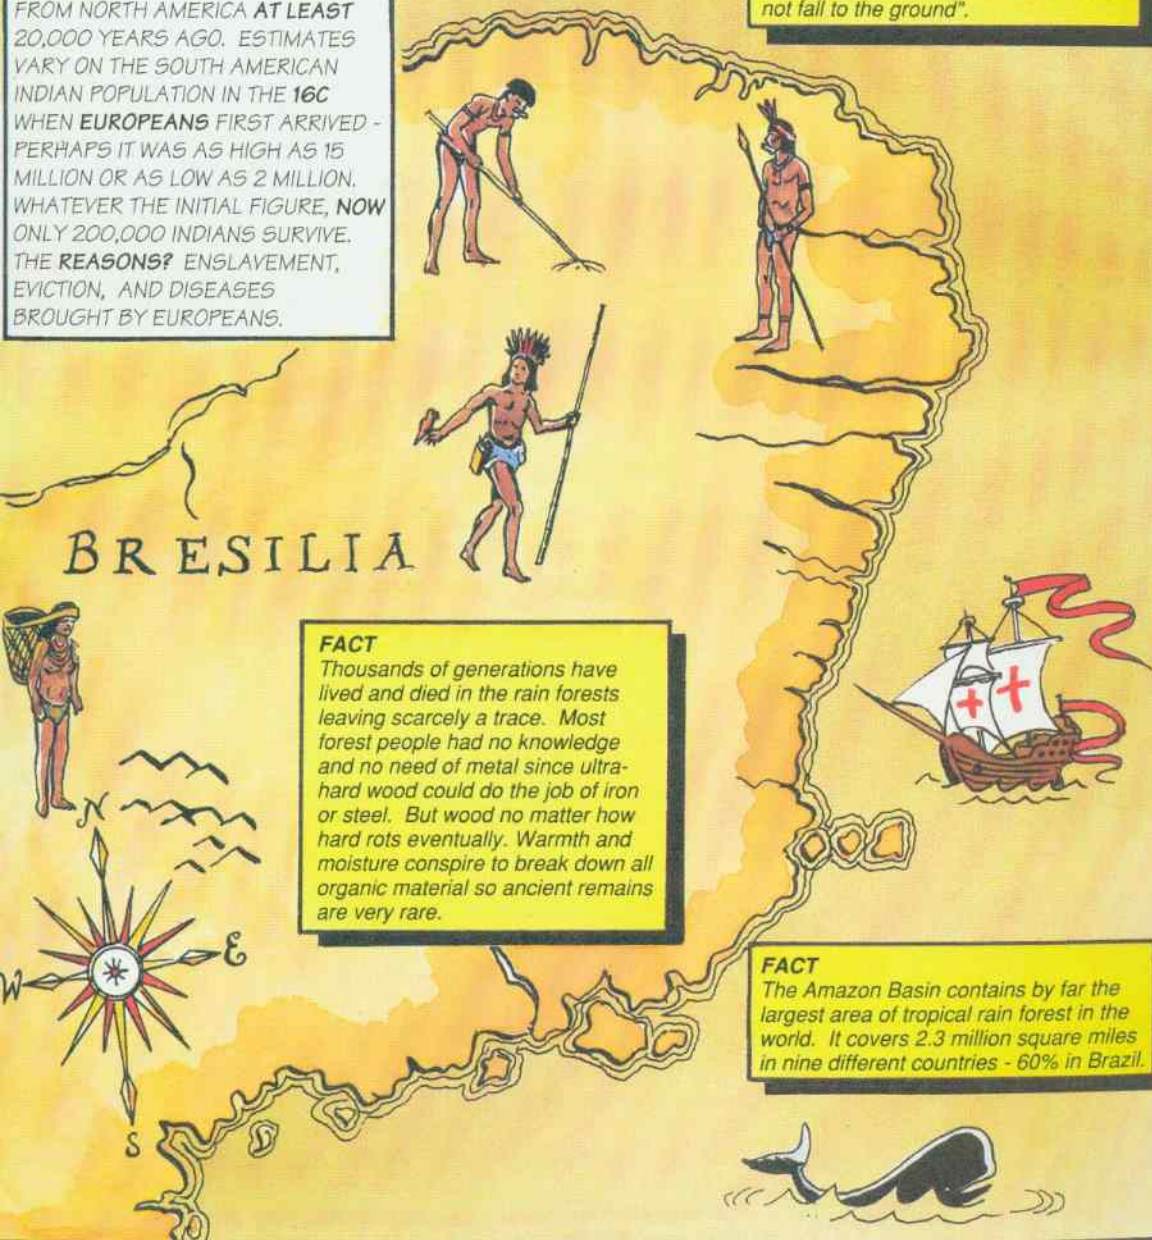 FROM NORTH AMERICA AT LEAST
20,000 YEARS AGO. ESTIMATES
VARY ON THE SOUTH AMERICAN
INDIAN POPULATION IN THE 16C
WHEN EUROPEANS FIRST ARRIVED -
PERHAPS IT WAS AS HIGH AS 15
MILLION OR AS LOW AS 2 MILLION.
WHATEVER THE INITIAL FIGURE, NOW
ONLY 200,000 INDIANS SURVIVE.
THE REASONS? ENSLAVEMENT,
EVICTION, AND DISEASES
BROUGHT BY EUROPEANS.
not fall to the ground".
BRESILIA
FACT
Thousands of generations have
lived and died in the rain forests
leaving scarcely a trace. Most
forest people had no knowledge
and no need of metal since ultra-
hard wood could do the job of iron
or steel. But wood no matter how
hard rots eventually. Warmth and
moisture conspire to break down all
organic material so ancient remains
are very rare.
N
E
W
S
FACT
The Amazon Basin contains by far the
largest area of tropical rain forest in the
world. It covers 2.3 million square miles
in nine different countries - 60% in Brazil.